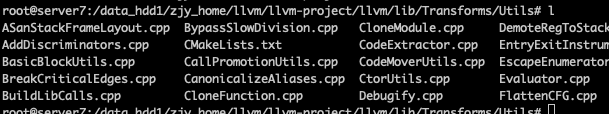 root@server7:/data_hdd1/zjy_home/llvm/llvm-project/llvm/lib/Transforms/Utils# l
ASanStackFrameLayout.cpp BypassSlowDivision.cpp CloneModule.cpp DemoteRegToStack
AddDiscriminators.cpp CMakeLists.txt CodeExtractor.cpp EntryExitInstrum
BasicBlockUtils.cpp CallPromotionUtils.cpp CodeMoverUtils.cpp EscapeEnumerator
BreakCriticalEdges.cpp CanonicalizeAliases.cpp CtorUtils.cpp Evaluator.cpp
BuildLibCalls.cpp CloneFunction.cpp Debugify.cpp FlattenCFG.cpp
root@server7:/data_hdd1/zjy_home/llvm/llvm-project/llvm/lib/Transforms/Utils#